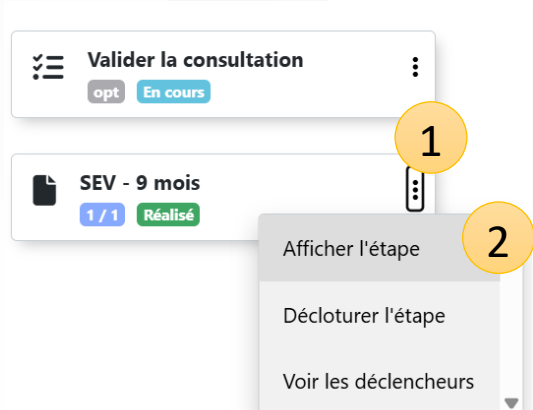 Valider la consultation
opt En cours
1
SEV - 9 mois
1 / 1 Réalisé
Afficher l'étape
2
Décloturer l'étape
Voir les déclencheurs